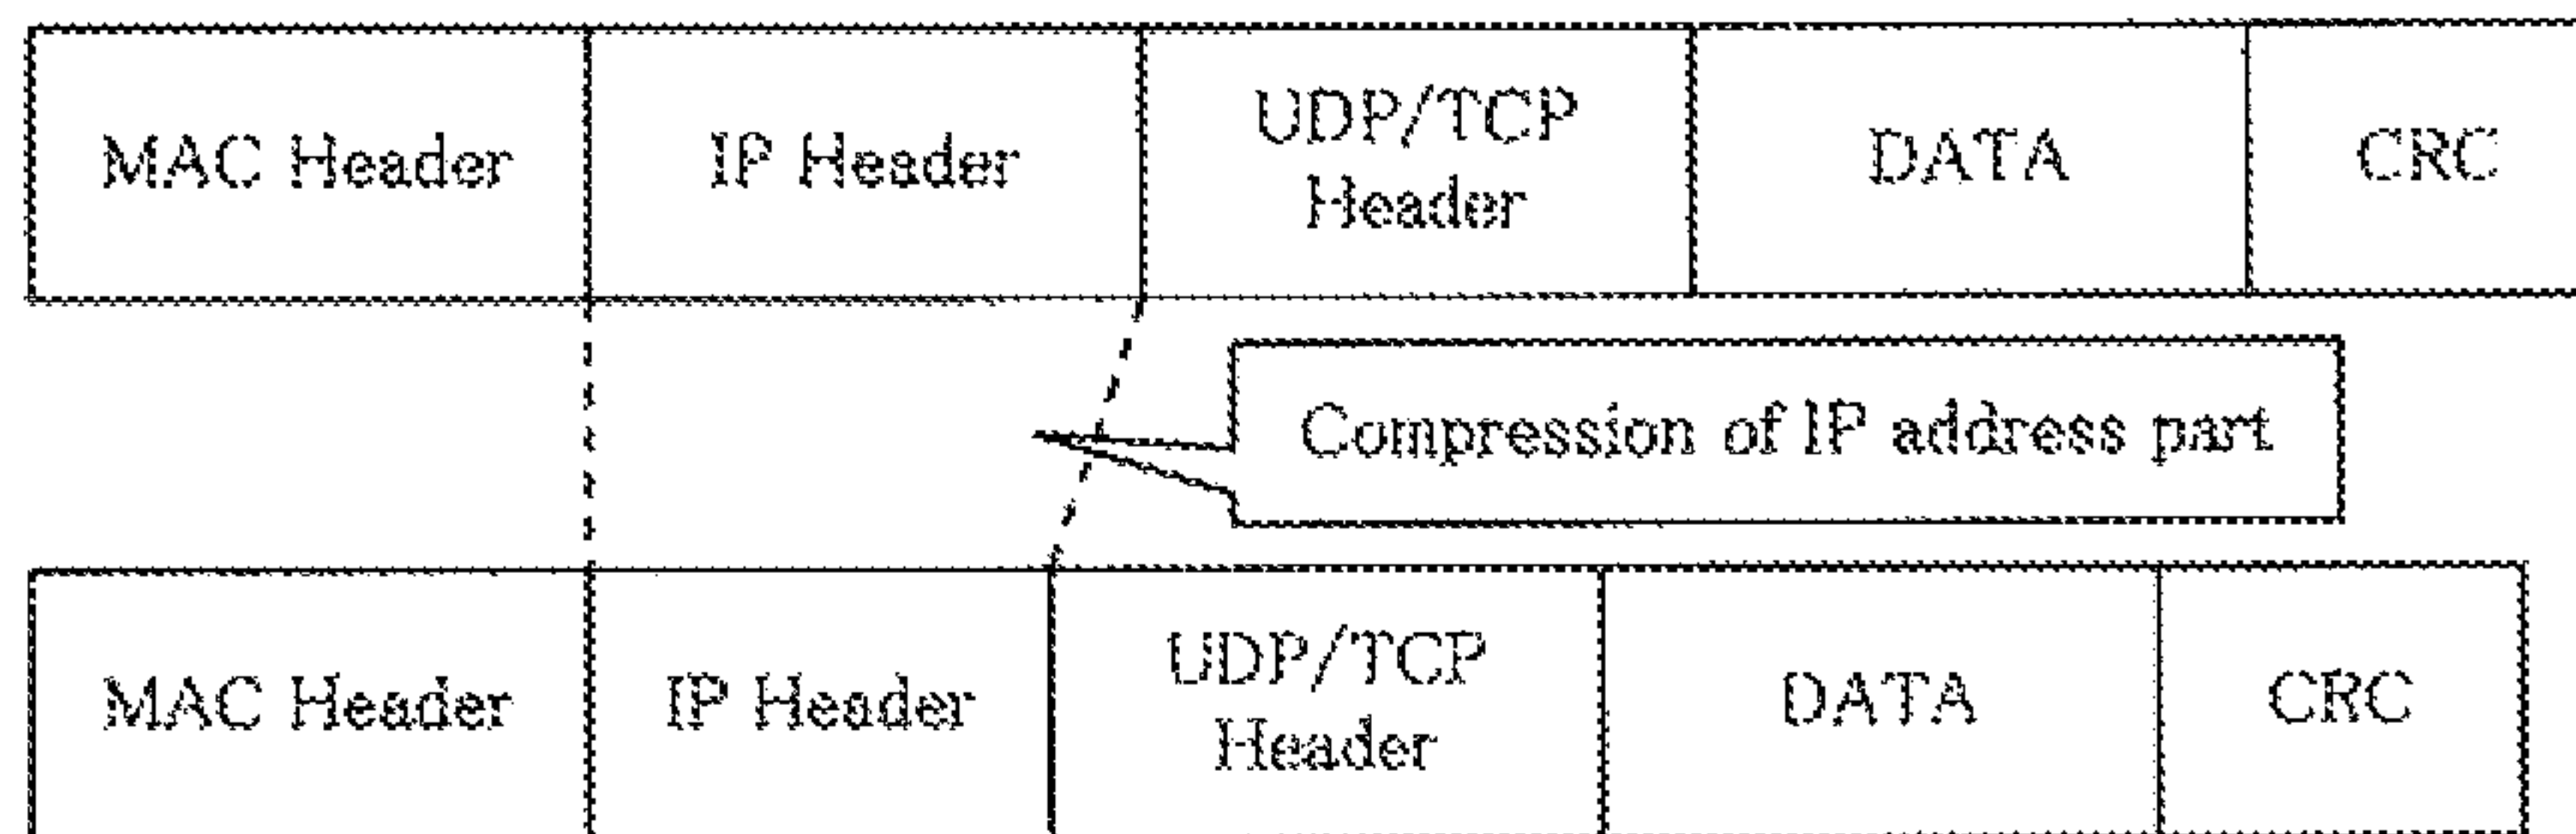 MAC Header
IP Header
UDP/TCP
Header
DATA
CRC
Compression of IP address part
MAC Header
IP Header
UDP/TCP
Header
DATA
CRC